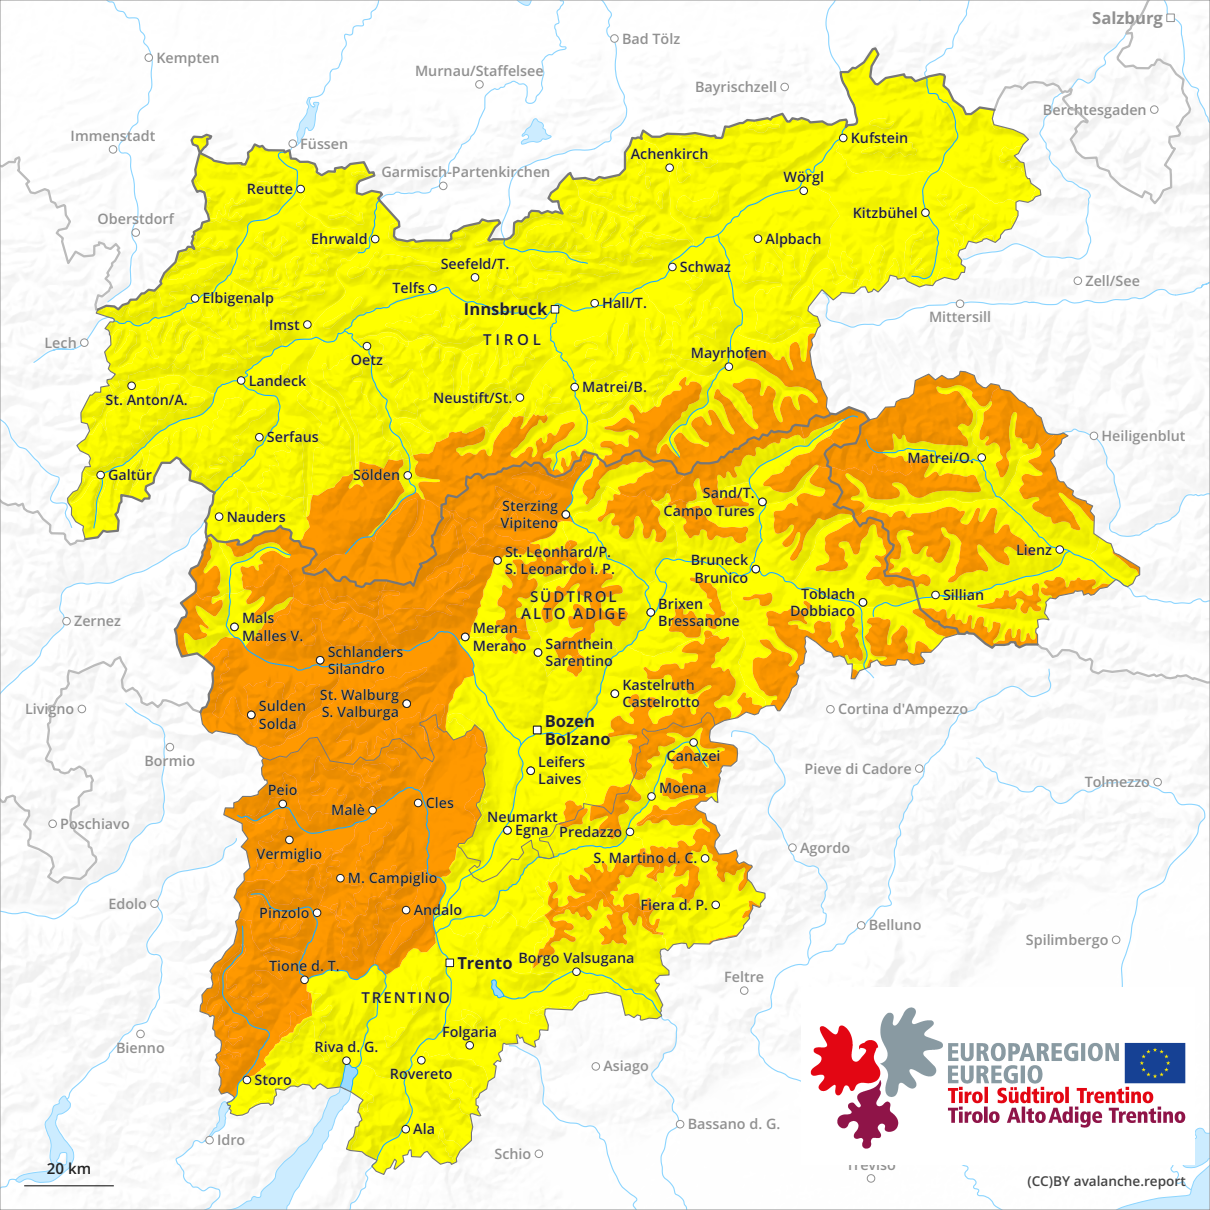 Salzburg
Bad Tölz
Kempten
Murnau/Staffelsee
Bayrischzell
Berchtesgaden
Immenstadt
Füssen
Kufstein
Achenkirch
Garmisch-Partenkirchen
Wörgl
Reutte
Oberstdorf
Kitzbühel
Ehrwald
Alpbach
Seefeld/T.
Schwaz
Zell/See
Telfs
Elbigenalp
Hall/T.
Innsbruck
Mittersill
Imst
TIROL
Lech
Oetz
Mayrhofen
Landeck
Matrei/B.
St. Anton/A.
Neustift/St.
Serfaus
Heiligenblut
Matrei/O.
Galtür
Sölden
Sand/T.
Campo Tures
Sterzing
Vipiteno
Nauders
Lienz
St. Leonhard/P.
S. Leonardo i. P.
Bruneck
Brunico
SÜDTIROL
ALTO ADIGE
Toblach
Dobbiaco
Sillian
Brixen
Bressanone
Zernez
Mals
Malles V.
Meran
Merano
Sarnthein
Sarentino
Schlanders
Silandro
Kastelruth
Castelrotto
St. Walburg
S. Valburga
Sulden
Solda
Livigno
Cortina d'Ampezzo
Bozen
Bolzano
Bormio
Canazei
Leifers
Laives
Pieve di Cadore
Tolmezzo
Peio
Moena
Malè
Cles
Neumarkt
Egna
Predazzo
Poschiavo
Vermiglio
Agordo
S. Martino d. C.
M. Campiglio
Edolo
Pinzolo
Andalo
Fiera d. P.
Belluno
Spilimbergo
Borgo Valsugana
Trento
Tione d. T.
Feltre
TRENTINO
Folgaria
Bienno
Riva d. G.
Rovereto
Asiago
Storo
EUROPAREGION
EUREGIO
Tirol Südtirol Trentino
Tirolo Alto Adige Trentino
Ala
Bassano d. G.
Idro
Schio
Treviso
20 km
(CC)BY avalanche.report